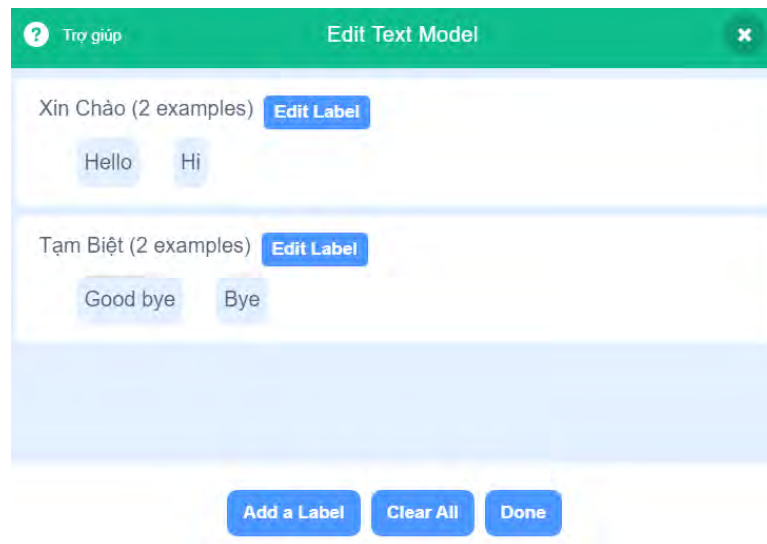 ? Trợ giúp Edit Text Model ×
Xin Chào (2 examples) Edit Label
Hello Hi
Tạm Biệt (2 examples) Edit Label
Good bye Bye
Add a Label Clear All Done